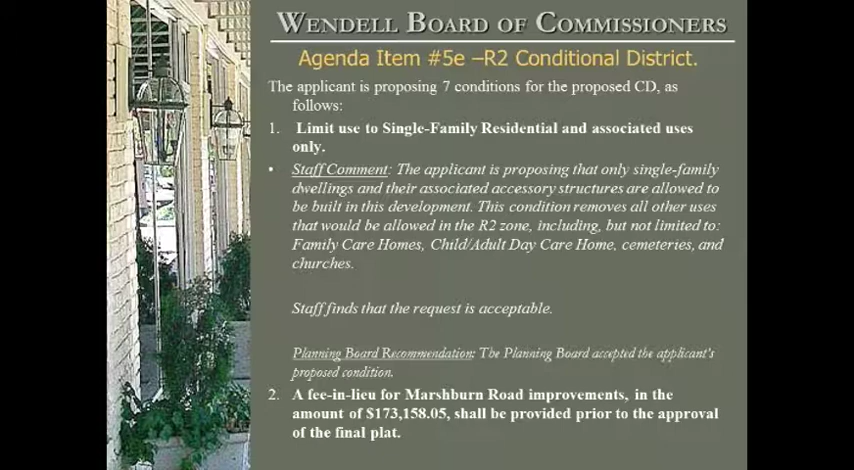 WENDELL BOARD OF COMMISSIONERS
Agenda Item #5e –R2 Conditional District.
The applicant is proposing 7 conditions for the proposed CD, as
follows:
1. Limit use to Single-Family Residential and associated uses
only.
• Staff Comment: The applicant is proposing that only single-family
dwellings and their associated accessory structures are allowed to
be built in this development. This condition removes all other uses
that would be allowed in the R2 zone, including, but not limited to:
Family Care Homes, Child/Adult Day Care Home, cemeteries, and
churches.
Staff finds that the request is acceptable.
Planning Board Recommendation: The Planning Board accepted the applicant's
proposed condition.
2. A fee-in-lieu for Marshburn Road improvements, in the
amount of $173,158.05, shall be provided prior to the approval
of the final plat.